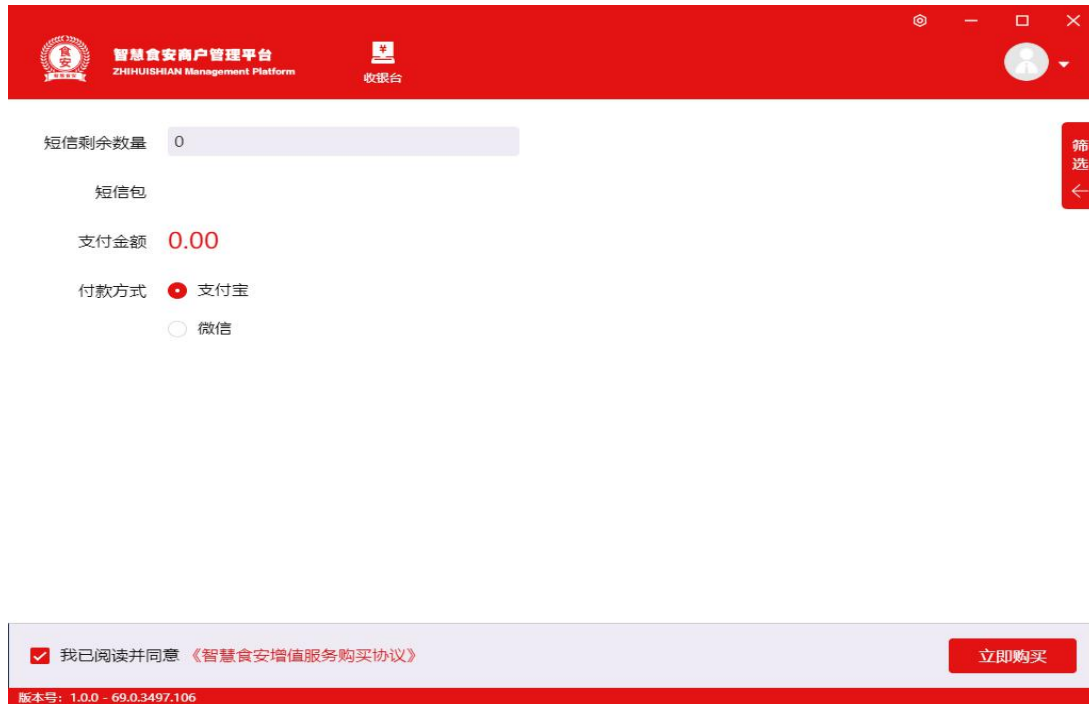 食安
智慧食安商户管理平台
ZHIHUISHIAN Management Platform
收银台
短信剩余数量 0
筛选
短信包
支付金额 0.00
付款方式 支付宝
微信
我已阅读并同意 《智慧食安增值服务购买协议》
立即购买
版本号: 1.0.0 - 69.0.3497.106